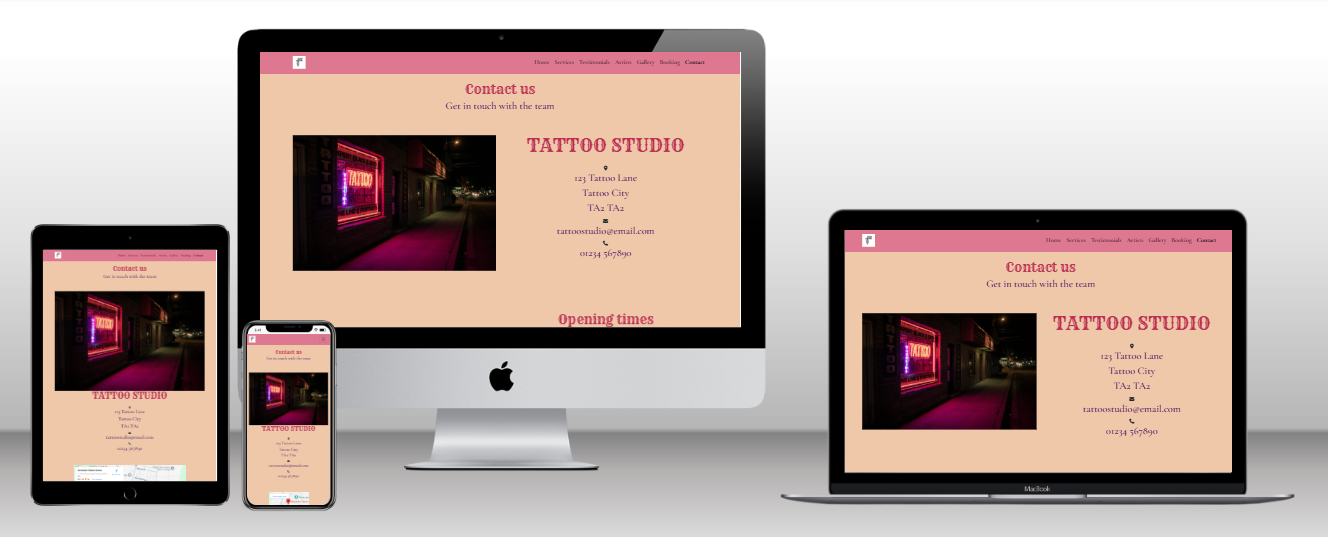 Home Services Testimonials Artists Gallery Booking Contact
Contact us
Get in touch with the team
TATTOO
TATTOO STUDIO
123 Tattoo Lane
Tattoo City
TA2 TA2
tattoostudio@email.com
01234 567890
Opening times
Contact us
Get in touch with the team
TATTOO
TATTOO STUDIO
123 Tattoo Lane
Tattoo City
TA2 TA2
tattoostudio@email.com
01234 567890
Contact us
Get in touch with the team
TATTOO
TATTOO STUDIO
123 Tattoo Lane
Tattoo City
TA2 TA2
tattoostudio@email.com
01234 567890
Home Services Testimonials Artists Gallery Booking Contact
Contact us
Get in touch with the team
TATTOO
TATTOO STUDIO
123 Tattoo Lane
Tattoo City
TA2 TA2
tattoostudio@email.com
01234 567890
MacBook